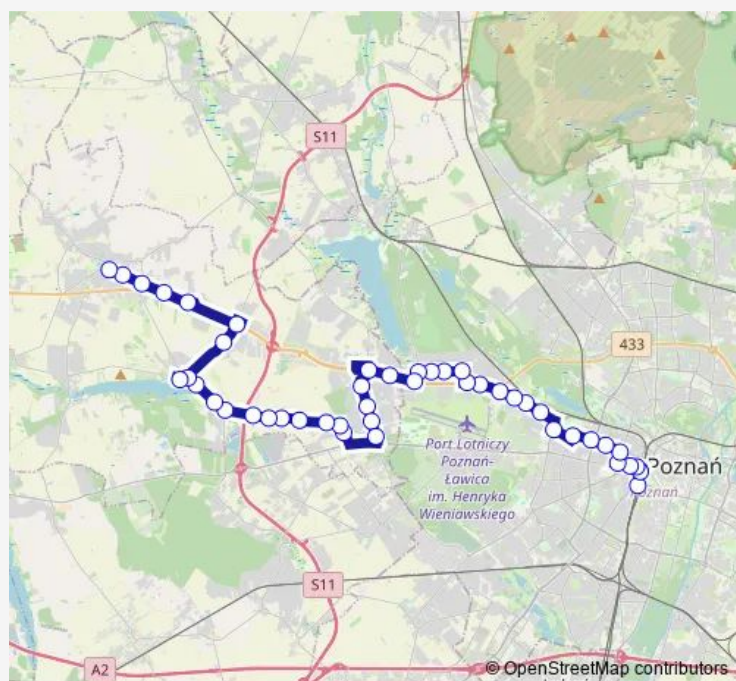 S11
433
Port Lotniczy
Poznań-
Ławica
im. Henryka
Wieniawskiego
Poznań
Poznań
S11
A2
© OpenStreetMap contributors